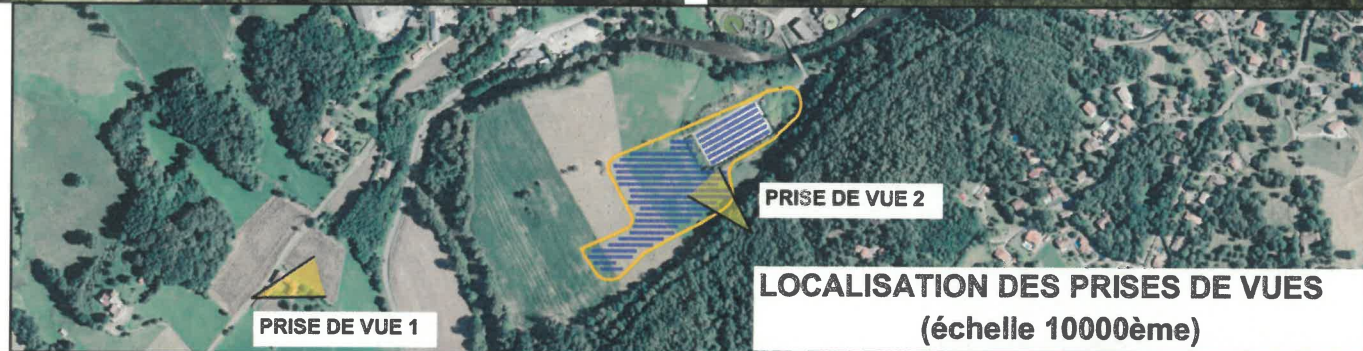 PRISE DE VUE 2
PRISE DE VUE 1
LOCALISATION DES PRISES DE VUES
(échelle 10000ème)